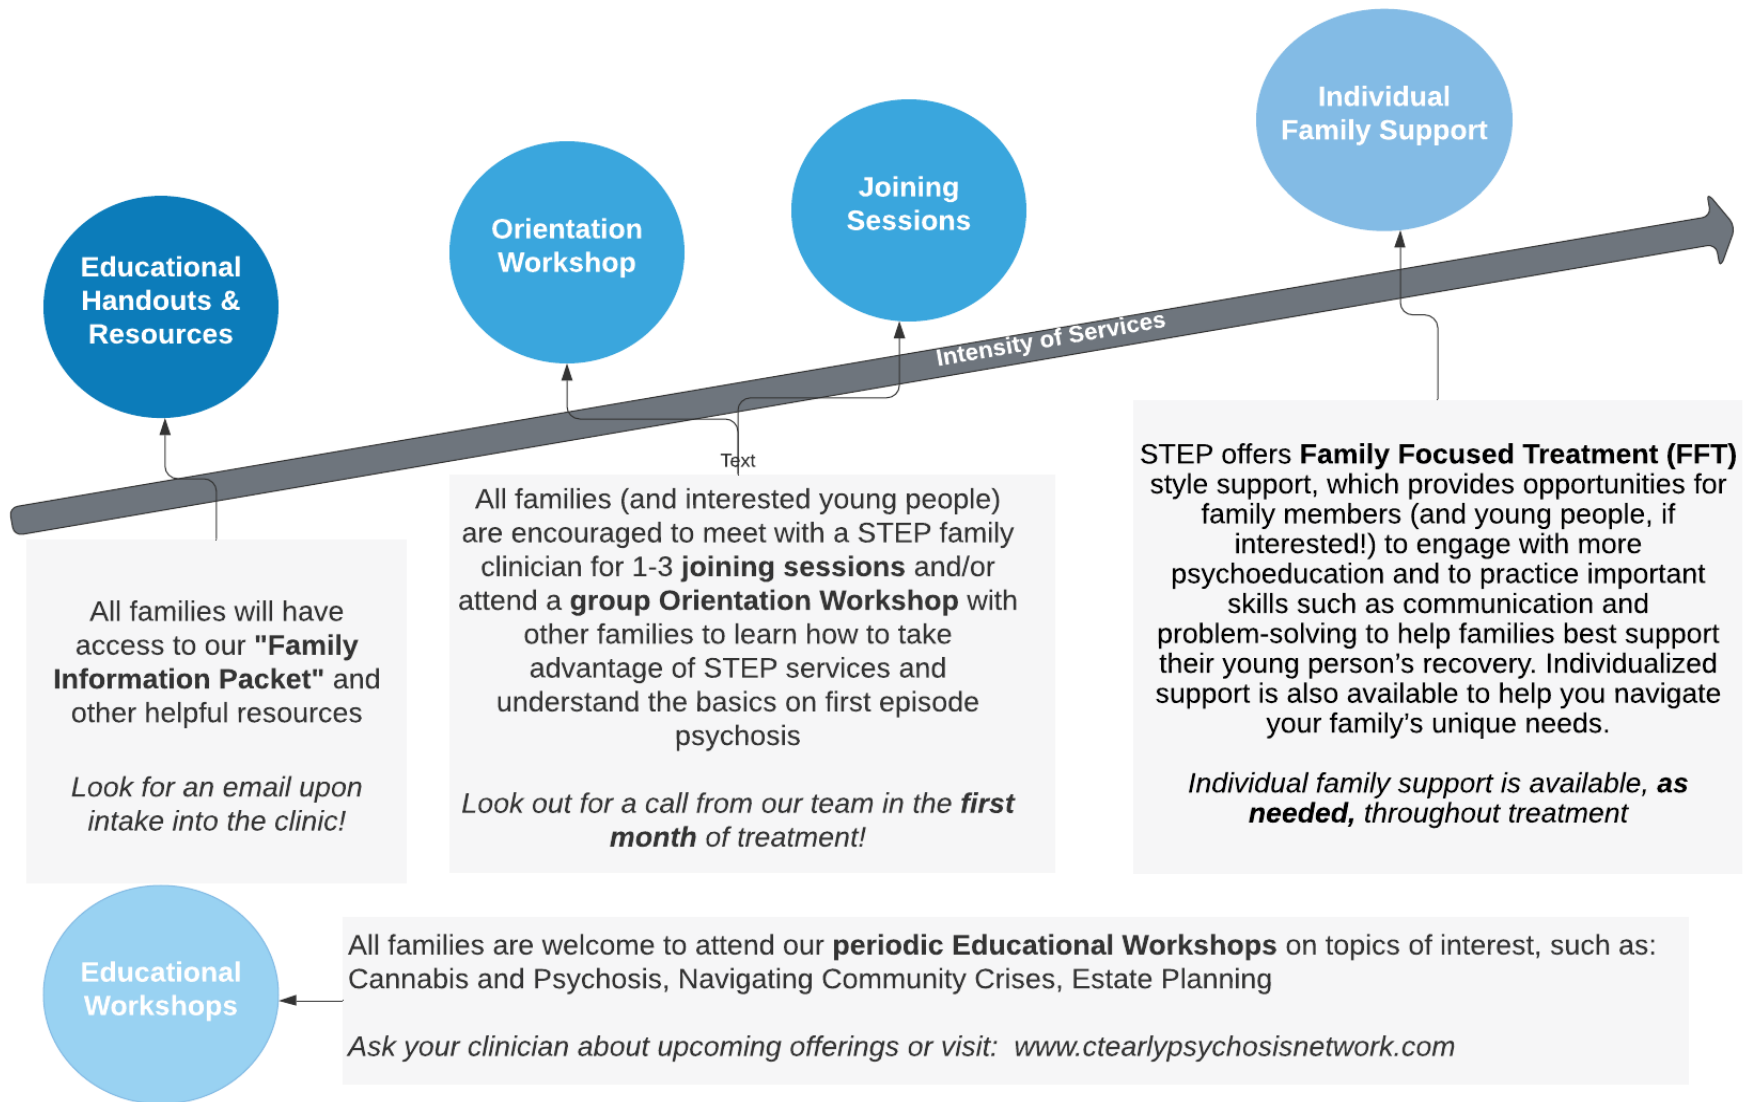 Individual
Family Support
Joining
Sessions
Orientation
Workshop
Educational
Handouts &
Resources
Intensity of Services
Text
All families will have
access to our "Family
Information Packet" and
other helpful resources
Look for an email upon
intake into the clinic!
All families (and interested young people)
are encouraged to meet with a STEP family
clinician for 1-3 joining sessions and/or
attend a group Orientation Workshop with
other families to learn how to take
advantage of STEP services and
understand the basics on first episode
psychosis
Look out for a call from our team in the first
month of treatment!
STEP offers Family Focused Treatment (FFT)
style support, which provides opportunities for
family members (and young people, if
interested!) to engage with more
psychoeducation and to practice important
skills such as communication and
problem-solving to help families best support
their young person’s recovery. Individualized
support is also available to help you navigate
your family’s unique needs.
Individual family support is available, as
needed, throughout treatment
Educational
Workshops
All families are welcome to attend our periodic Educational Workshops on topics of interest, such as:
Cannabis and Psychosis, Navigating Community Crises, Estate Planning
Ask your clinician about upcoming offerings or visit:  www.ctearlypsychosisnetwork.com